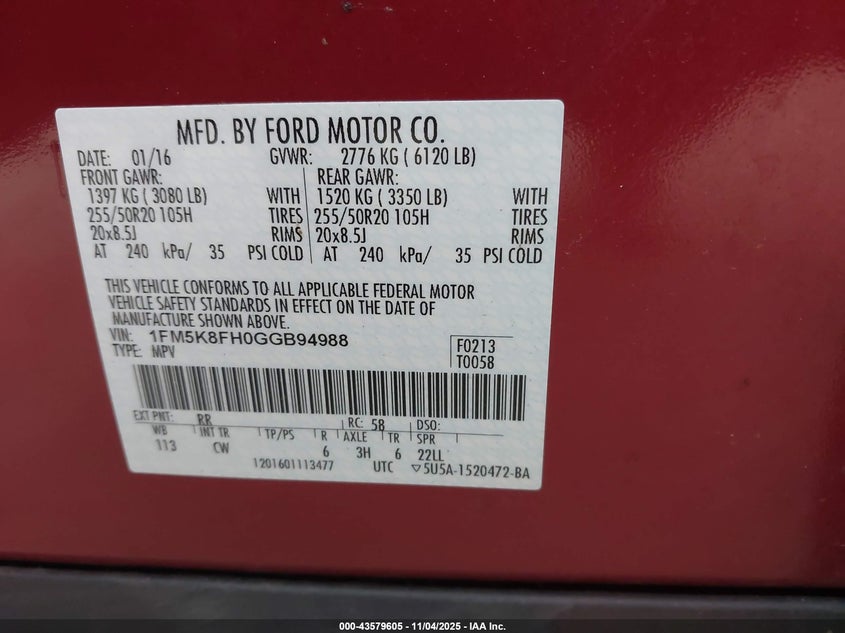 MFD. BY FORD MOTOR CO.
DATE: 01/16 GVWR: 2776 KG ( 6120 LB)
FRONT GAWR: REAR GAWR:
1397 KG ( 3080 LB) WITH 1520 KG ( 3350 LB) WITH
255/50R20 105H TIRES 255/50R20 105H TIRES
20x8.5J RIMS 20x8.5J RIMS
AT 240 kPa/ 35 PSI COLD AT 240 kPa/ 35 PSI COLD
THIS VEHICLE CONFORMS TO ALL APPLICABLE FEDERAL MOTOR
VEHICLE SAFETY STANDARDS IN EFFECT ON THE DATE OF
MANUFACTURE SHOWN ABOVE.
VIN: 1FM5K8FH0GGB94988 F0213
TYPE: MPV T0058
EXT PNT: RR RC: 58 DSO:
WB INT TR TP/PS R AXLE TR SPR
113 CW 6 3H 6 22LL
1201601113477 UTC ▽5U5A-1520472-BA
000-43579605 - 11/04/2025 - IAA Inc.